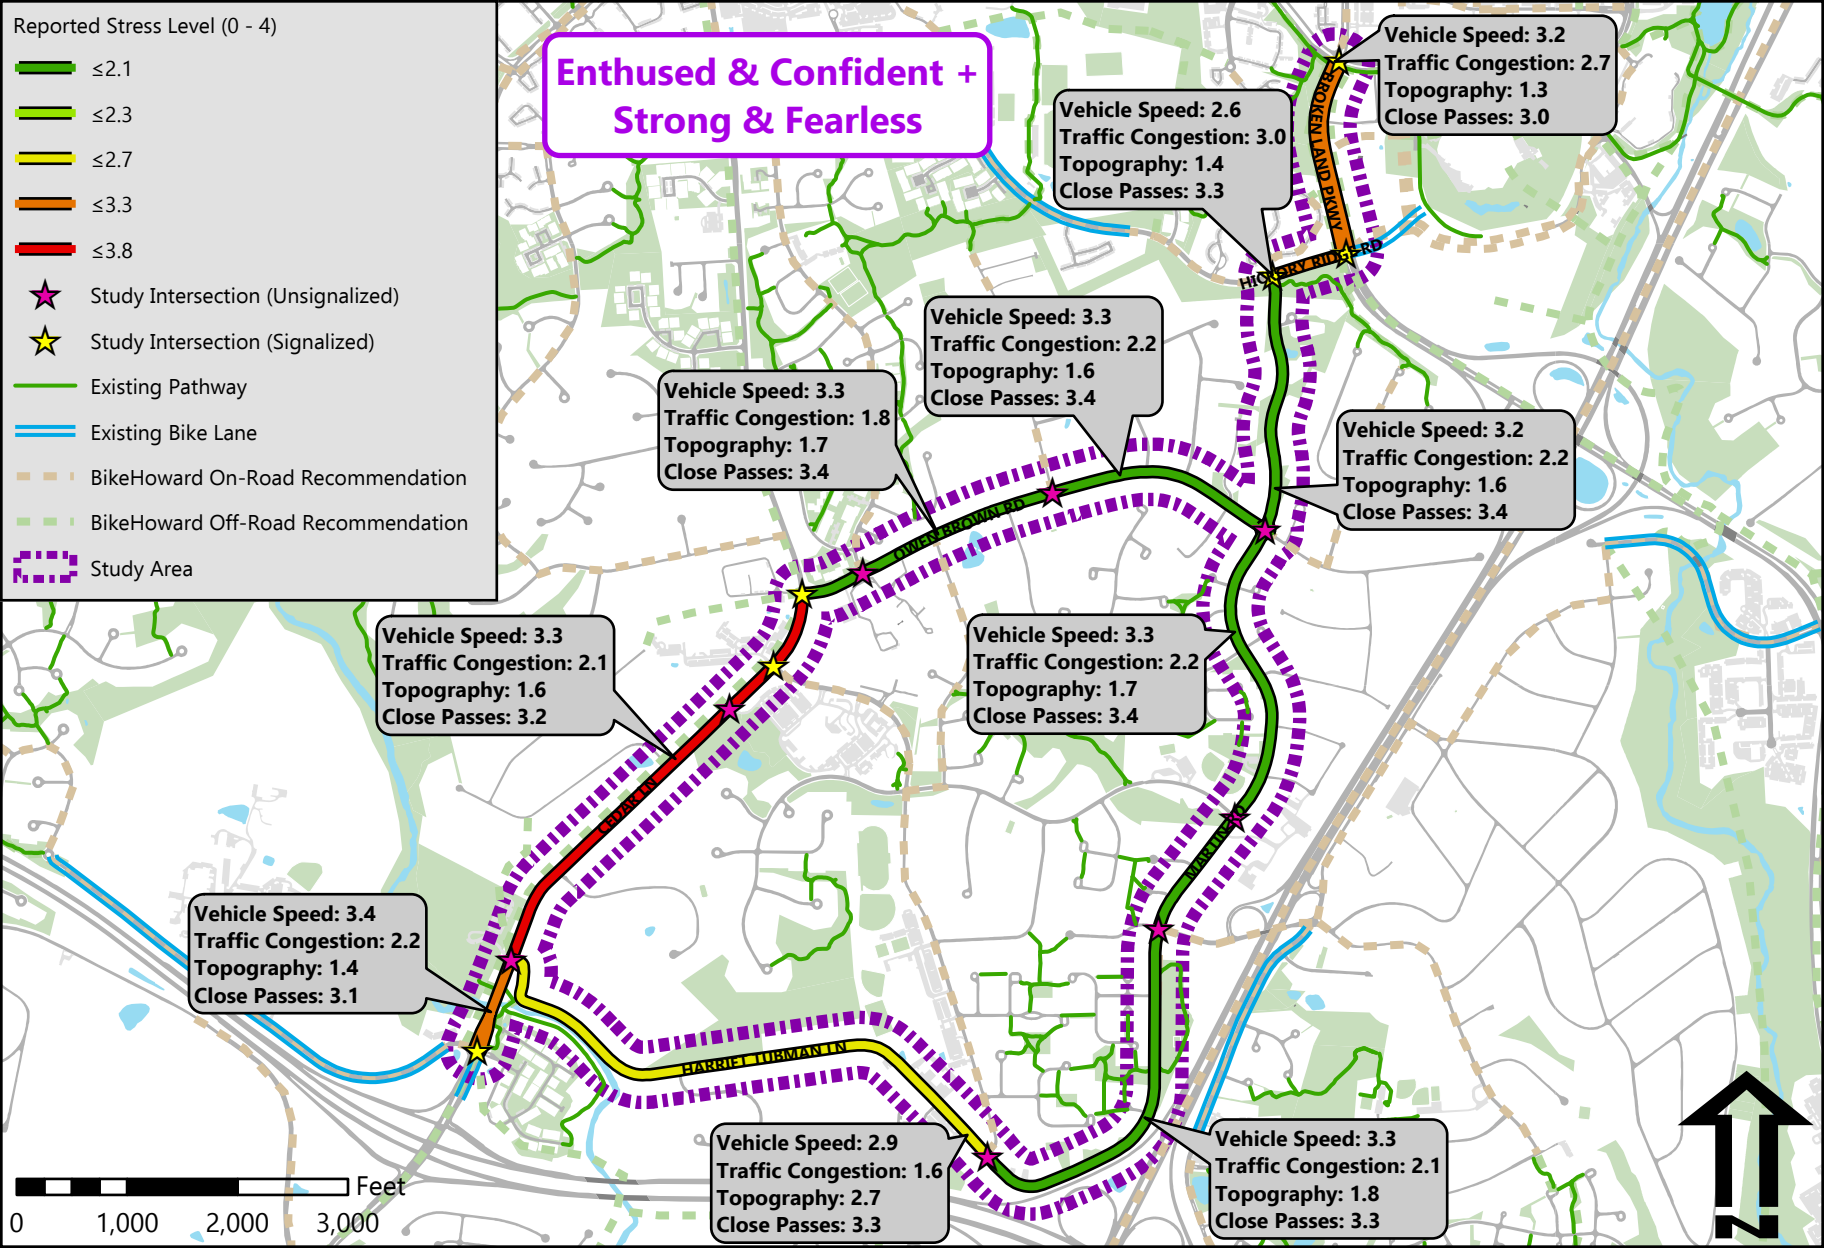 Reported Stress Level (0 - 4)
≤2.1
≤2.3
≤2.7
≤3.3
≤3.8
Study Intersection (Unsignalized)
Study Intersection (Signalized)
Existing Pathway
Existing Bike Lane
BikeHoward On-Road Recommendation
BikeHoward Off-Road Recommendation
Study Area
Enthused & Confident +
Strong & Fearless
Vehicle Speed: 3.2
Traffic Congestion: 2.7
Topography: 1.3
Close Passes: 3.0
Vehicle Speed: 2.6
Traffic Congestion: 3.0
Topography: 1.4
Close Passes: 3.3
BROKEN LAND PKWY
HICKORY RIDGE RD
Vehicle Speed: 3.3
Traffic Congestion: 2.2
Topography: 1.6
Close Passes: 3.4
Vehicle Speed: 3.3
Traffic Congestion: 1.8
Topography: 1.7
Close Passes: 3.4
Vehicle Speed: 3.2
Traffic Congestion: 2.2
Topography: 1.6
Close Passes: 3.4
OWEN BROWN RD
Vehicle Speed: 3.3
Traffic Congestion: 2.1
Topography: 1.6
Close Passes: 3.2
Vehicle Speed: 3.3
Traffic Congestion: 2.2
Topography: 1.7
Close Passes: 3.4
CEDAR LN
MARTIN RD
Vehicle Speed: 3.4
Traffic Congestion: 2.2
Topography: 1.4
Close Passes: 3.1
HARRIET TUBMAN LN
Vehicle Speed: 2.9
Traffic Congestion: 1.6
Topography: 2.7
Close Passes: 3.3
Vehicle Speed: 3.3
Traffic Congestion: 2.1
Topography: 1.8
Close Passes: 3.3
Feet
0 1,000 2,000 3,000
N